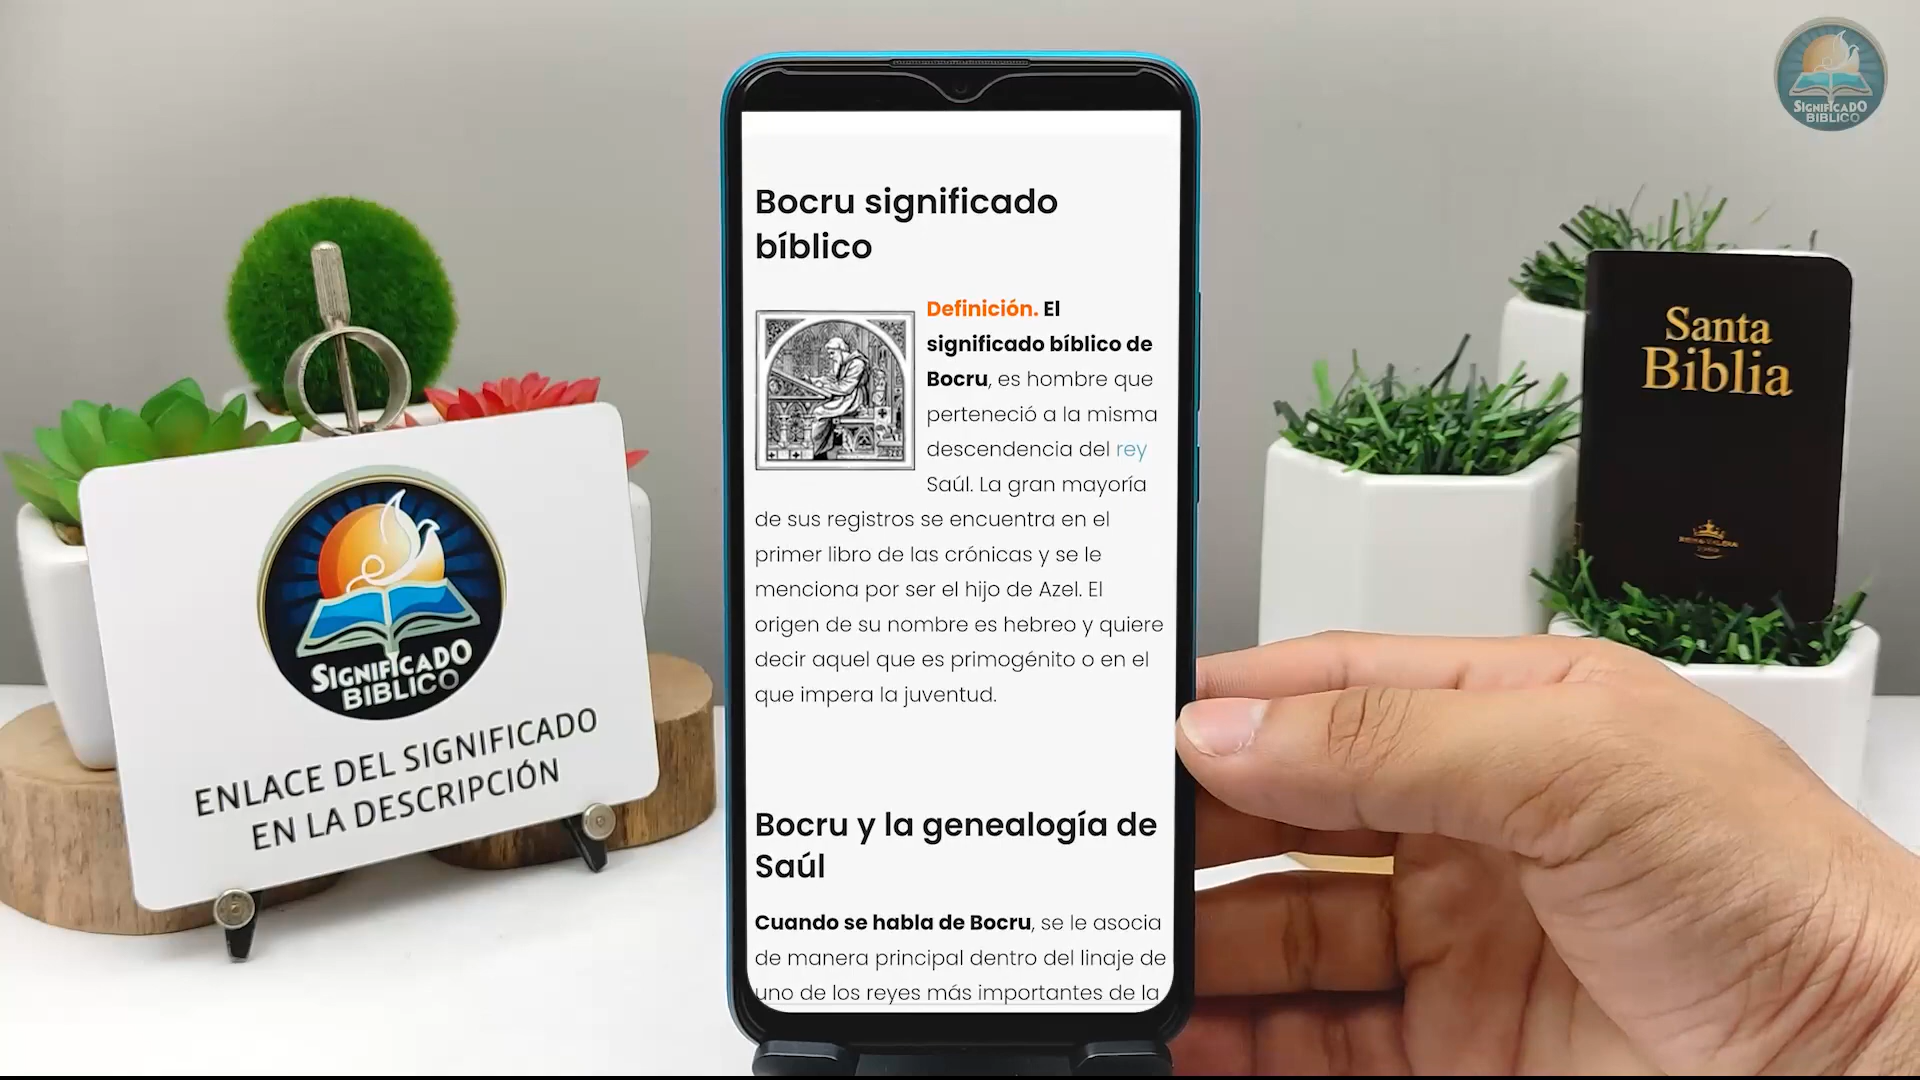 SIGNIFICADO
BIBLICO
Bocru significado
bíblico
Definición. El
significado bíblico de
Bocru, es hombre que
perteneció a la misma
descendencia del rey
Saúl. La gran mayoría
de sus registros se encuentra en el
primer libro de las crónicas y se le
menciona por ser el hijo de Azel. El
origen de su nombre es hebreo y quiere
decir aquel que es primogénito o en el
que impera la juventud.
Bocru y la genealogía de
Saúl
Cuando se habla de Bocru, se le asocia
de manera principal dentro del linaje de
uno de los reyes más importantes de la
SIGNIFICADO
BIBLICO
ENLACE DEL SIGNIFICADO
EN LA DESCRIPCIÓN
Santa
Biblia